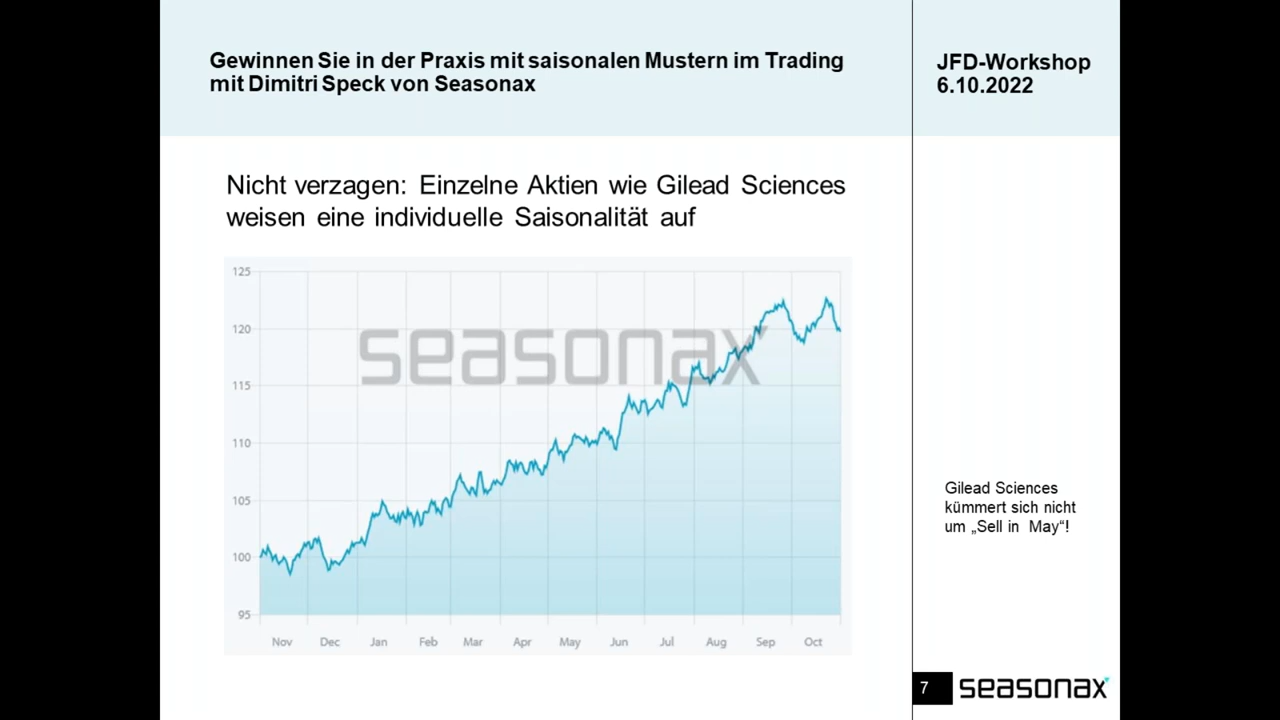 Gewinnen Sie in der Praxis mit saisonalen Mustern im Trading
mit Dimitri Speck von Seasonax
JFD-Workshop
6.10.2022
Nicht verzagen: Einzelne Aktien wie Gilead Sciences
weisen eine individuelle Saisonalität auf
125
120
115
110
105
100
95
seasonax
Nov Dec Jan Feb Mar Apr May Jun Jul Aug Sep Oct
Gilead Sciences
kümmert sich nicht
um „Sell in May“!
7
seasonax